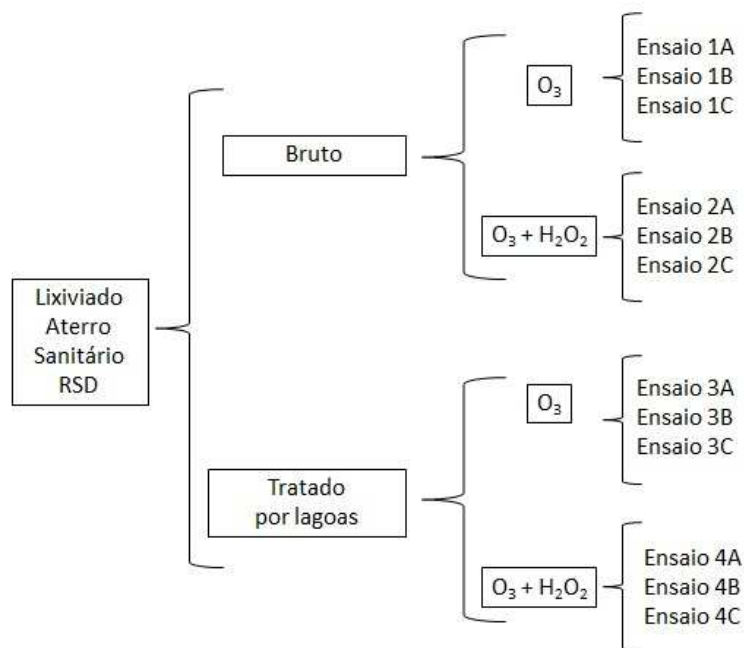 Lixiviado
Aterro
Sanitário
RSD
Bruto
O₃
Ensaio 1A
Ensaio 1B
Ensaio 1C
O₃ + H₂O₂
Ensaio 2A
Ensaio 2B
Ensaio 2C
Tratado
por lagoas
O₃
Ensaio 3A
Ensaio 3B
Ensaio 3C
O₃ + H₂O₂
Ensaio 4A
Ensaio 4B
Ensaio 4C